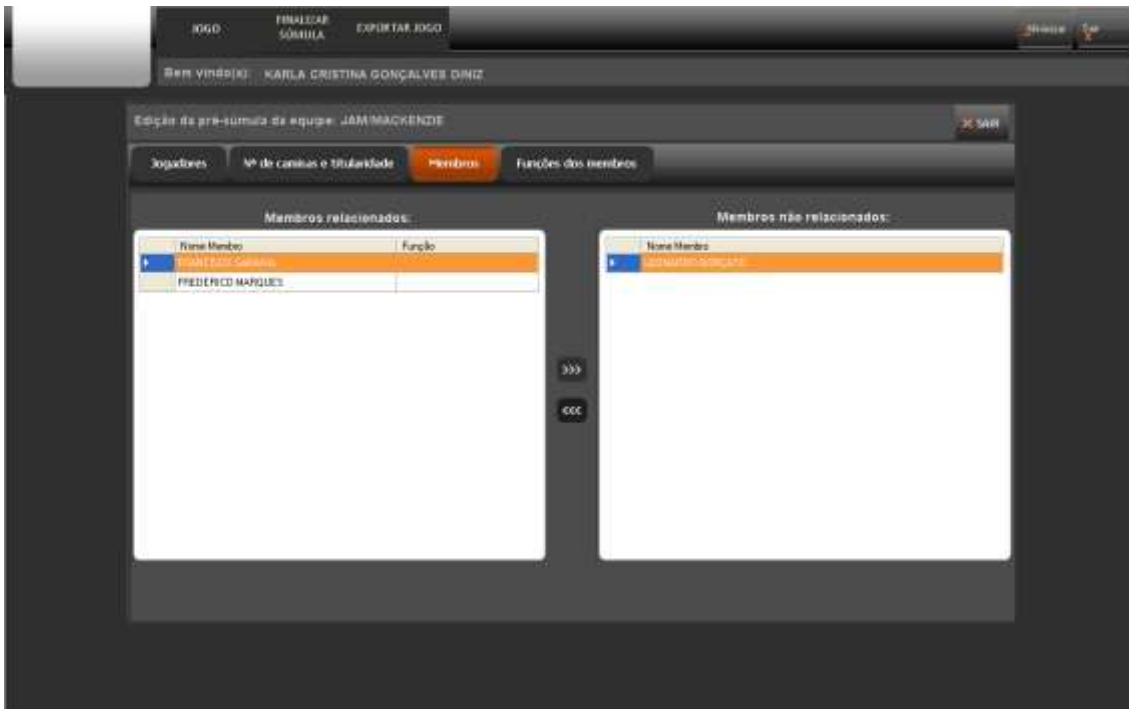 JOGO
FINALIZAR
SÚMULA
EXPORTAR JOGO
Bem vindo(a): KARLA CRISTINA GONÇALVES DINIZ
Edição da pre-sumula da equipe: JAM/MACKENZIE
SAIR
Jogadores
Nº de camisas e titularidade
Membros
Funções dos membros
Membros relacionados:
Membros não relacionados:
Nome Membro
Função
Nome Membro
FREDERICO MARQUES
>>>
<<<